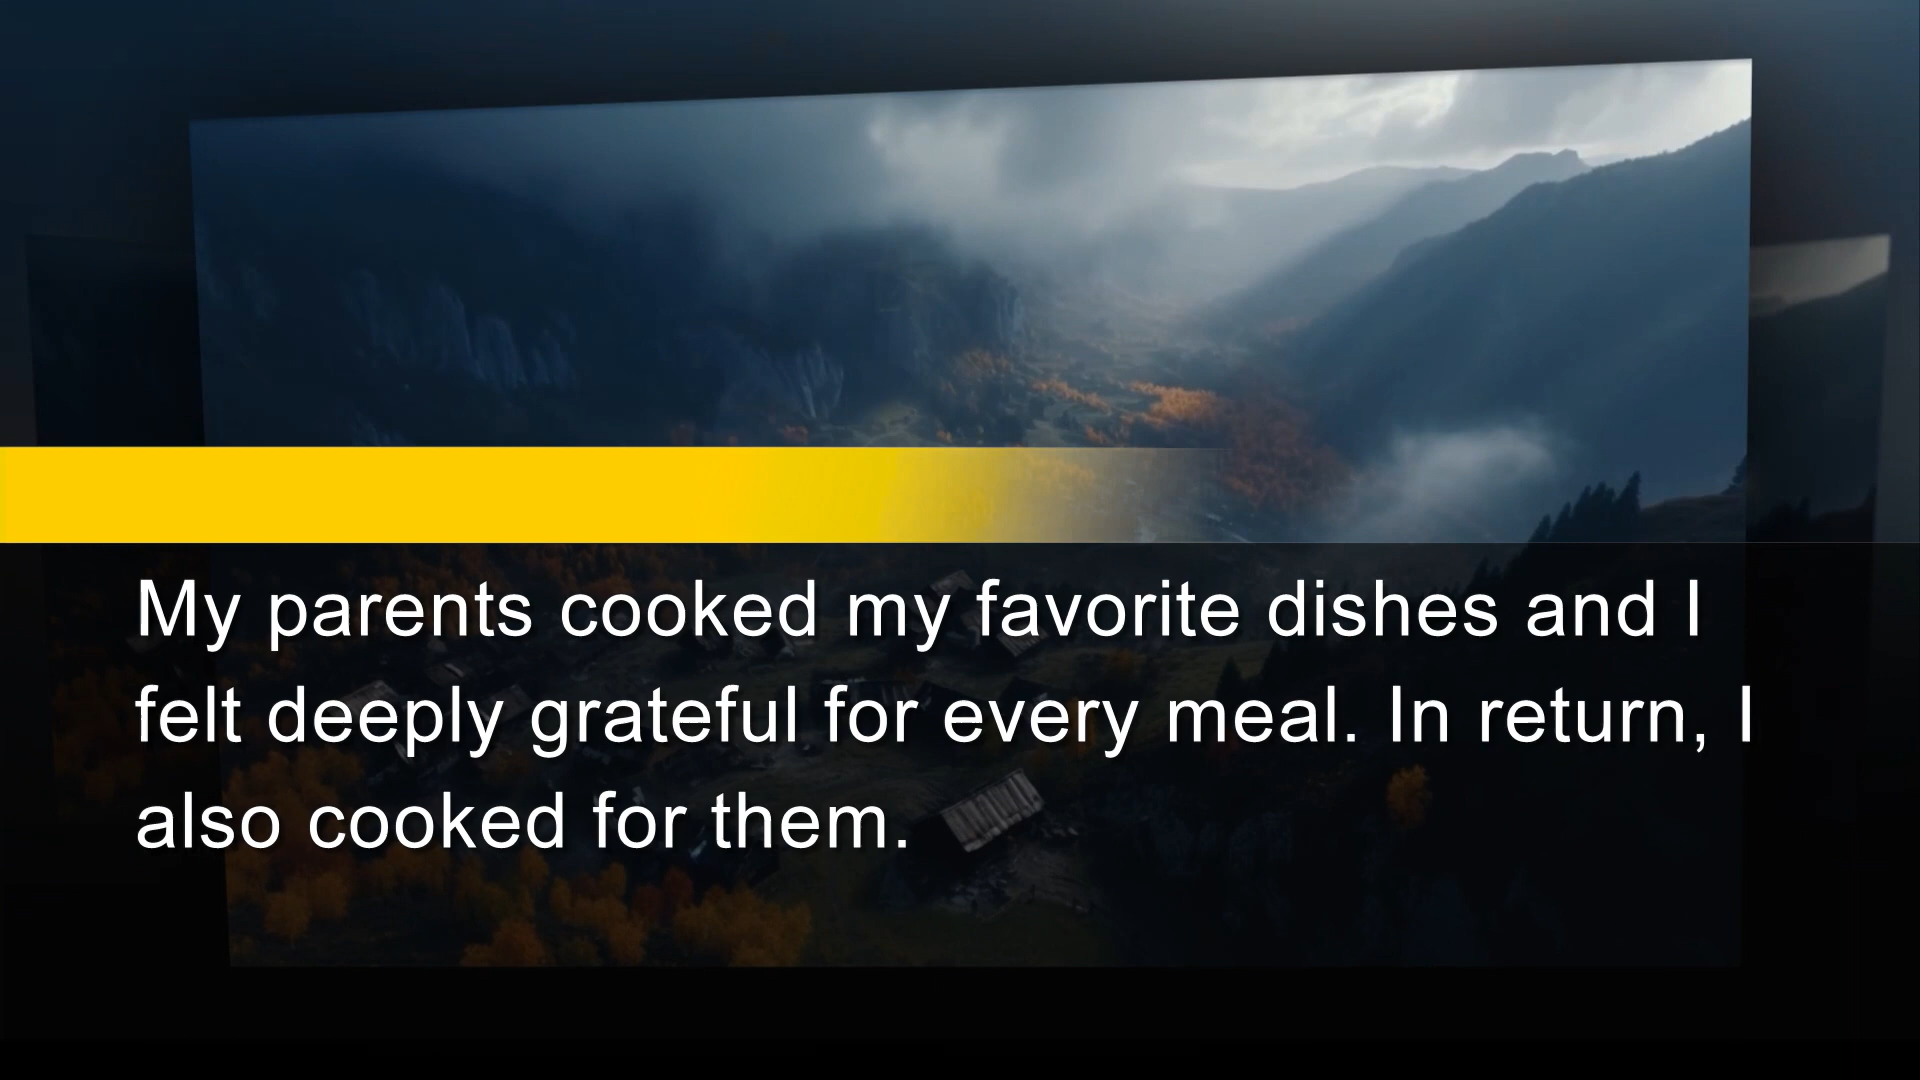 My parents cooked my favorite dishes and I
felt deeply grateful for every meal. In return, I
also cooked for them.